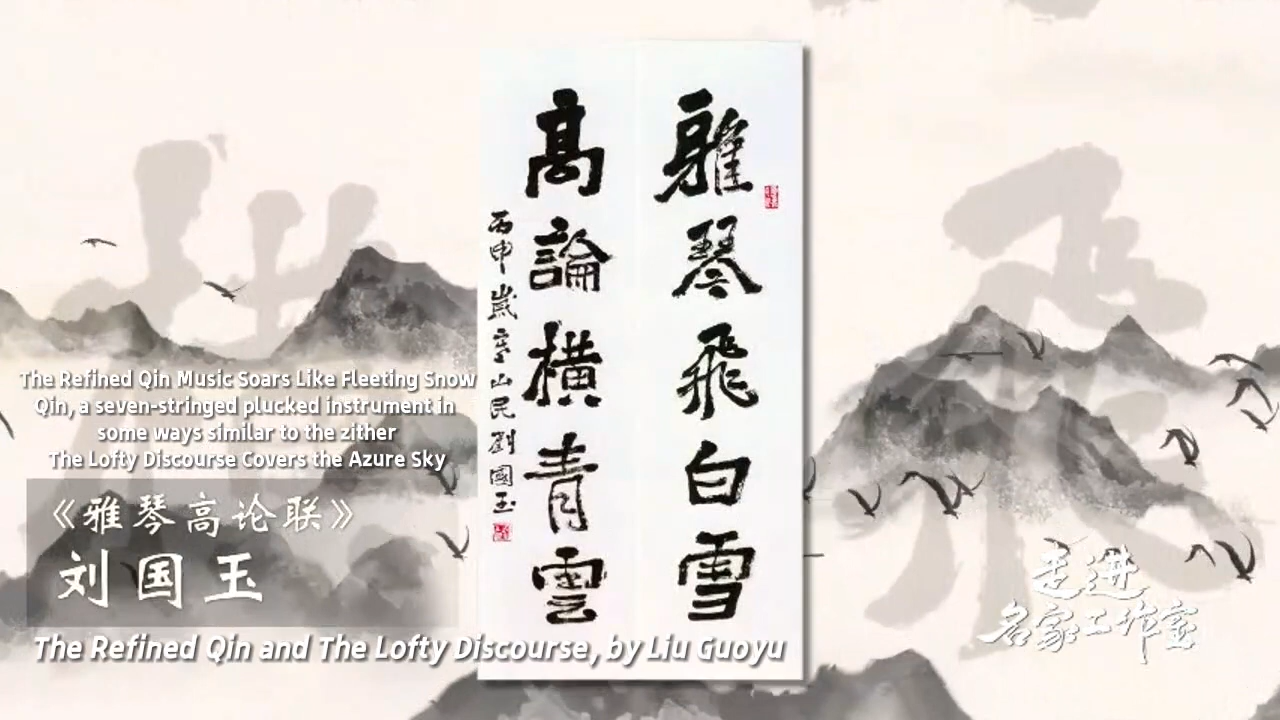 雅琴飛白雪
髙論橫青雲
丙申歲山民劉國玉
The Refined Qin Music Soars Like Fleeting Snow
Qin, a seven-stringed plucked instrument in
some ways similar to the zither
The Lofty Discourse Covers the Azure Sky
《雅琴高论联》
刘国玉
The Refined Qin and The Lofty Discourse, by Liu Guoyu
走进
名家工作室